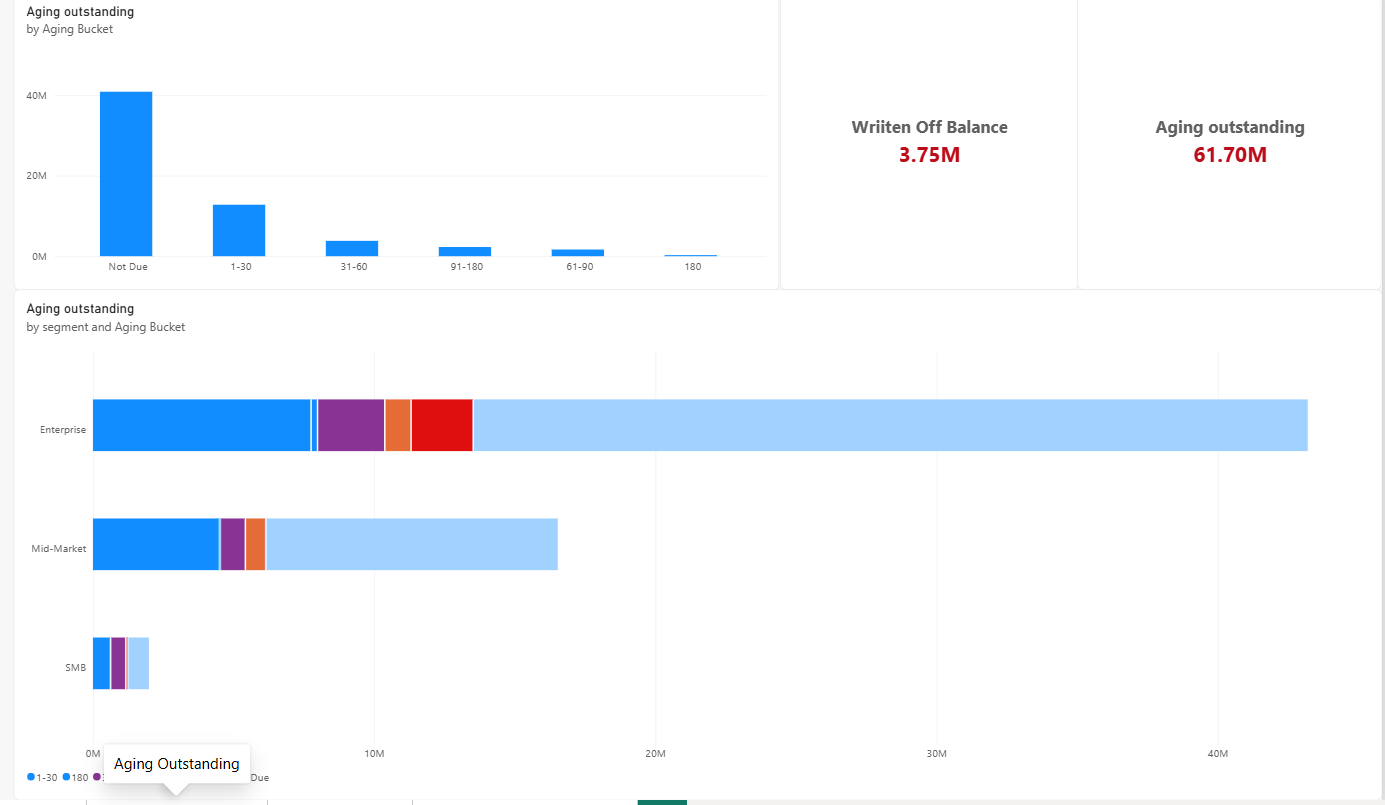 Aging outstanding
by Aging Bucket
40M
20M
0M
Not Due 1-30 31-60 91-180 61-90 180
Wriiten Off Balance
3.75M
Aging outstanding
61.70M
Aging outstanding
by segment and Aging Bucket
Enterprise
Mid-Market
SMB
0M 10M 20M 30M 40M
1-30 180 Due
Aging Outstanding